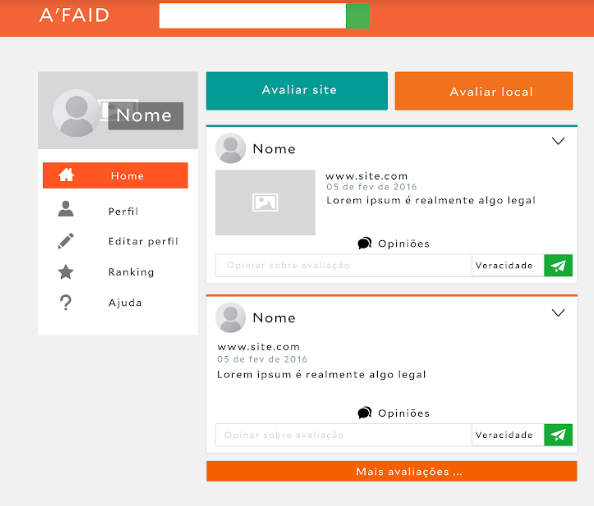 A'FAID
Nome
Home
Perfil
Editar perfil
Ranking
Ajuda
Avaliar site
Avaliar local
Nome
www.site.com
05 de fev de 2016
Lorem ipsum é realmente algo legal
Opiniões
Opiniar sobre avaliação
Veracidade
Nome
www.site.com
05 de fev de 2016
Lorem ipsum é realmente algo legal
Opiniões
Opinar sobre avaliação
Veracidade
Mais avaliações ...